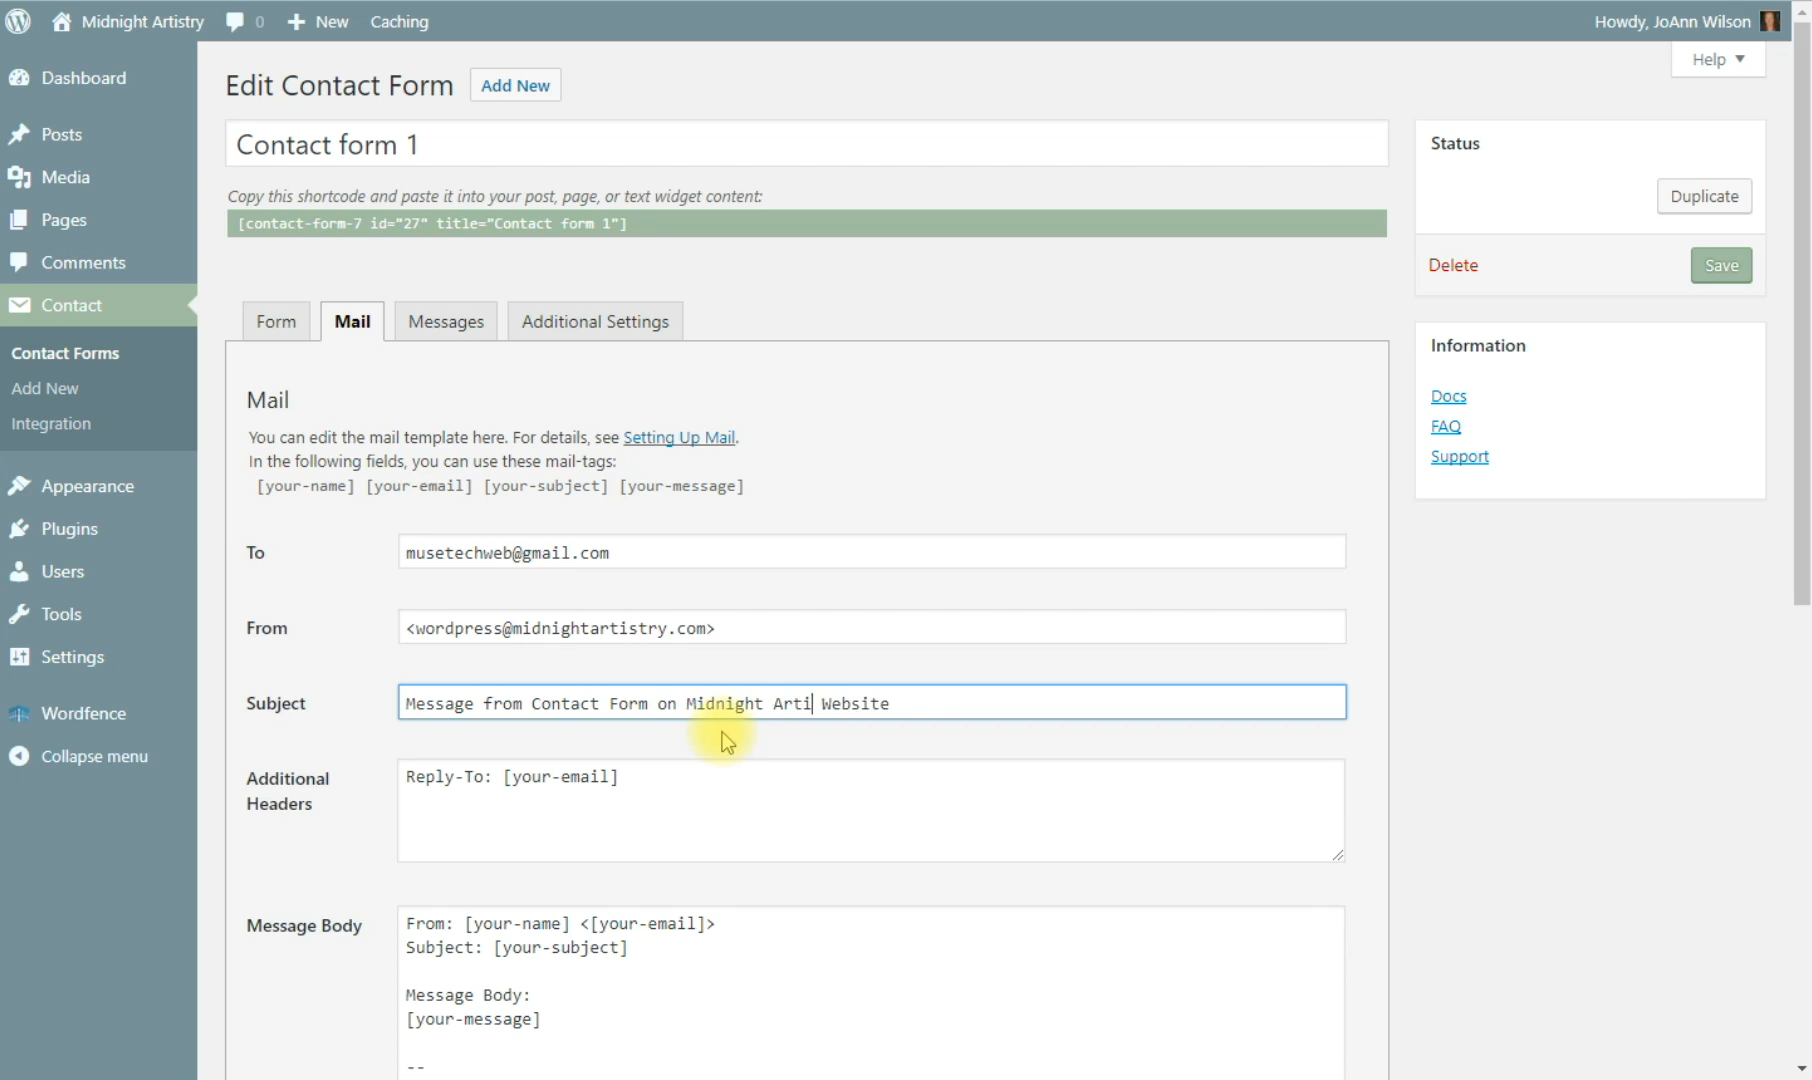 Midnight Artistry 0 New Caching Howdy, JoAnn Wilson
Help
Dashboard
Posts
Media
Pages
Comments
Contact
Contact Forms
Add New
Integration
Appearance
Plugins
Users
Tools
Settings
Wordfence
Collapse menu
Edit Contact Form Add New
Contact form 1
Copy this shortcode and paste it into your post, page, or text widget content:
[contact-form-7 id="27" title="Contact form 1"]
Form Mail Messages Additional Settings
Mail
You can edit the mail template here. For details, see Setting Up Mail.
In the following fields, you can use these mail-tags:
[your-name] [your-email] [your-subject] [your-message]
To musetechweb@gmail.com
From <wordpress@midnightartistry.com>
Subject Message from Contact Form on Midnight Arti Website
Additional
Headers
Reply-To: [your-email]
Message Body
From: [your-name] <[your-email]>
Subject: [your-subject]
Message Body:
[your-message]
--
Status
Duplicate
Delete Save
Information
Docs
FAQ
Support